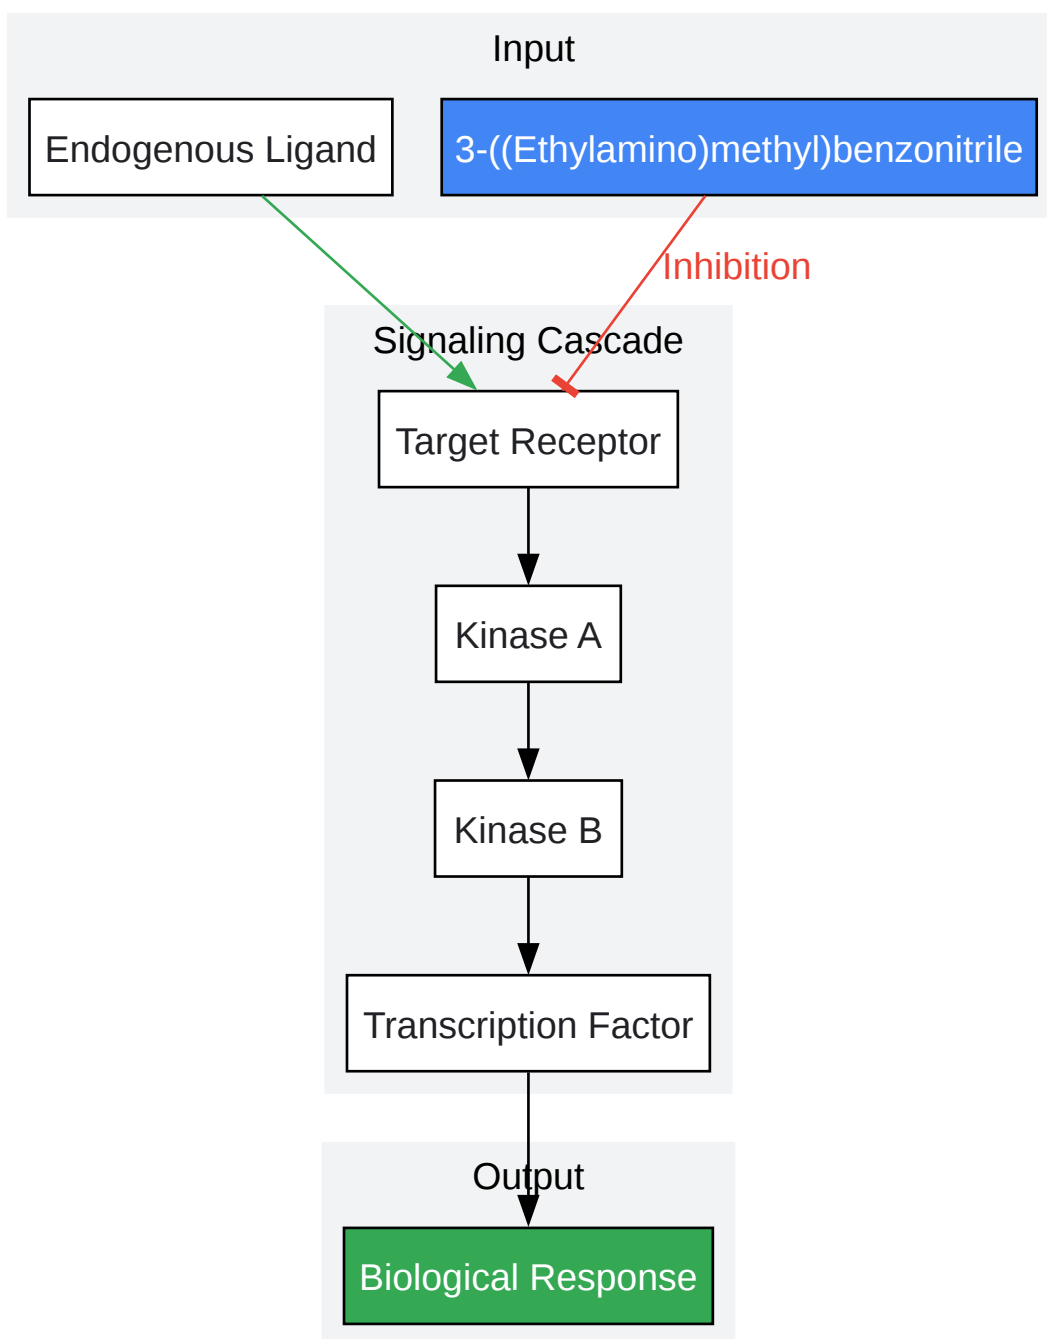 Input
Endogenous Ligand
3-((Ethylamino)methyl)benzonitrile
Inhibition
Signaling Cascade
Target Receptor
Kinase A
Kinase B
Transcription Factor
Output
Biological Response